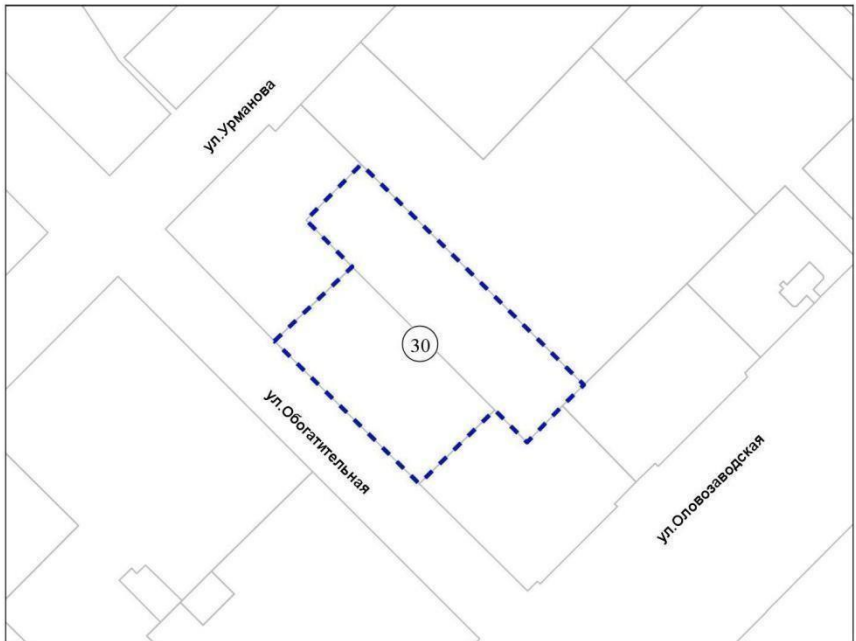 ул.Урманова
30
ул.Обогатительная
ул.Оловозаводская